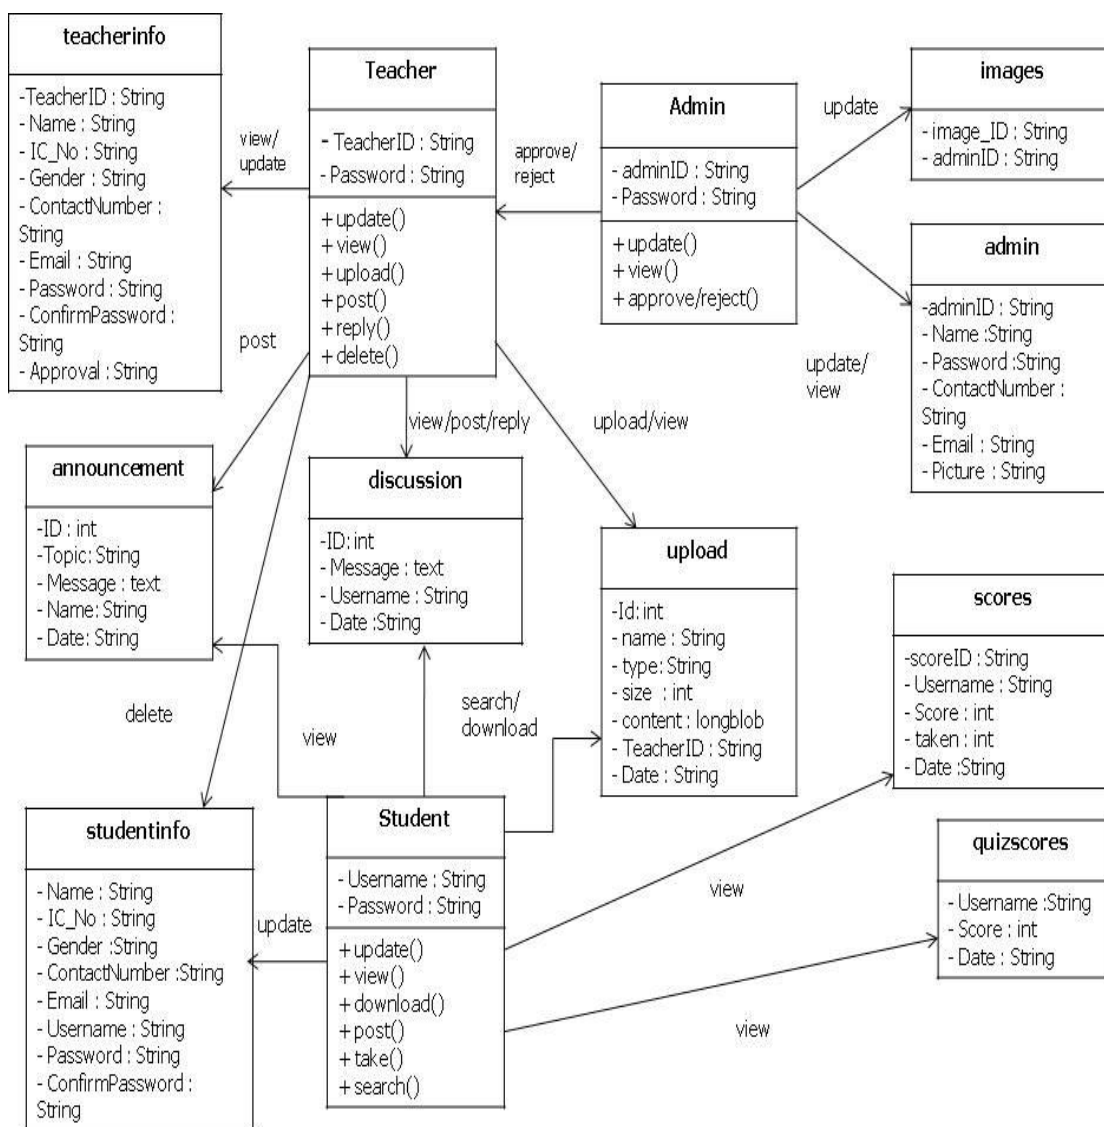 teacherinfo
-TeacherID : String
- Name : String
- IC_No : String
- Gender : String
- ContactNumber :
String
- Email : String
- Password : String
- ConfirmPassword :
String
- Approval : String
view/
update
Teacher
- TeacherID : String
- Password : String
+ update()
+ view()
+ upload()
+ post()
+ reply()
+ delete()
approve/
reject
Admin
- adminID : String
- Password : String
+ update()
+ view()
+ approve/reject()
update
images
- image_ID : String
- adminID : String
update/
view
admin
-adminID : String
- Name :String
- Password :String
- ContactNumber :
String
- Email : String
- Picture : String
post
view/post/reply
upload/view
announcement
-ID : int
-Topic: String
- Message : text
- Name: String
- Date: String
discussion
-ID: int
- Message : text
- Username : String
- Date :String
upload
-Id: int
- name : String
- type: String
- size : int
- content : longblob
- TeacherID : String
- Date : String
scores
-scoreID : String
- Username : String
- Score : int
- taken : int
- Date :String
delete
view
search/
download
studentinfo
- Name : String
- IC_No : String
- Gender :String
- ContactNumber :String
- Email : String
- Username : String
- Password : String
- ConfirmPassword :
String
update
Student
- Username : String
- Password : String
+ update()
+ view()
+ download()
+ post()
+ take()
+ search()
view
view
quizscores
- Username :String
- Score : int
- Date : String